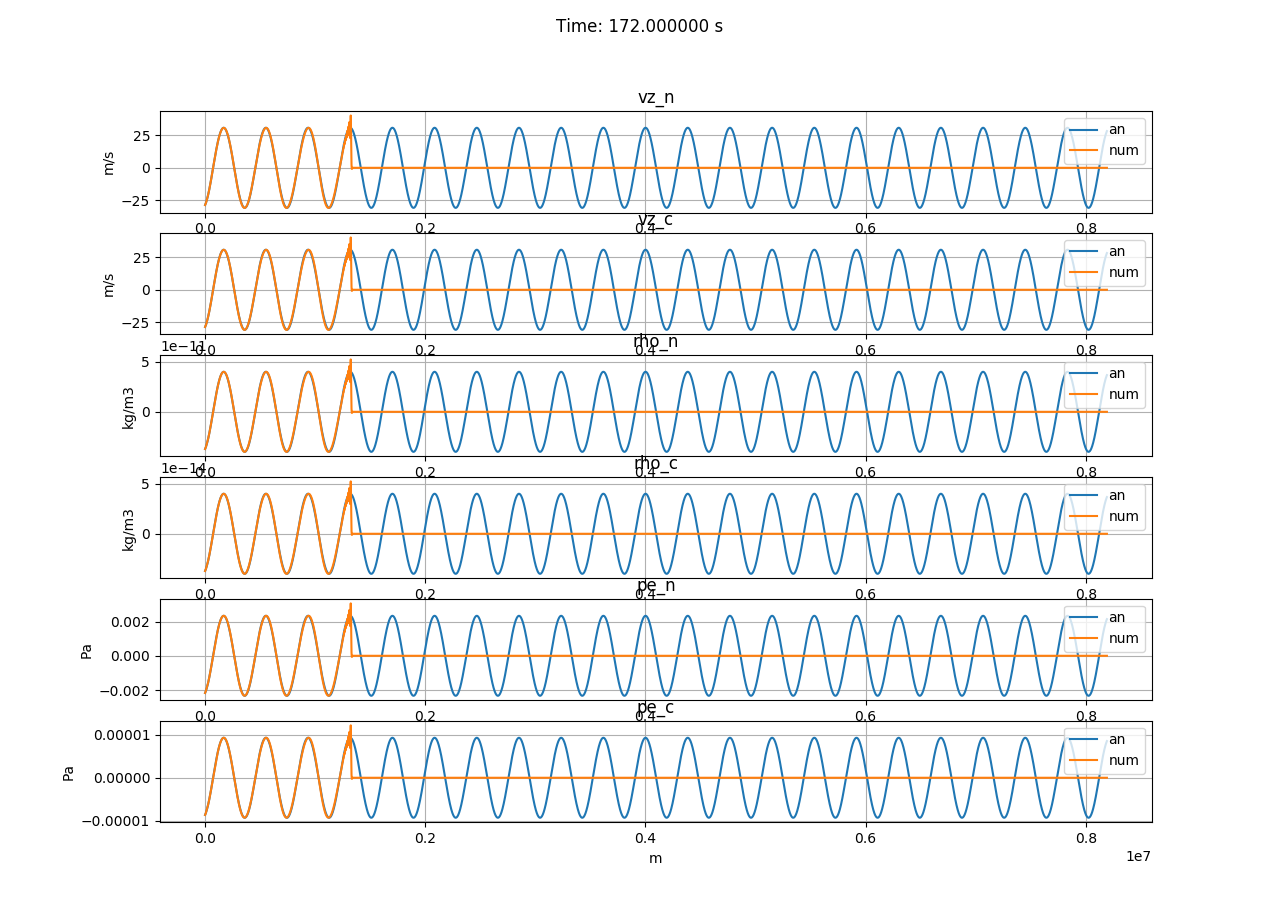 Time: 172.000000 s
vz_n
25
0
−25
m/s
an
num
0.0 0.2 0.4 0.6 0.8
vz_c
25
0
−25
m/s
an
num
0.0 0.2 0.4 0.6 0.8
1e−11
rho_n
5
0
kg/m3
an
num
0.0 0.2 0.4 0.6 0.8
1e−14
rho_c
5
0
kg/m3
an
num
0.0 0.2 0.4 0.6 0.8
pe_n
0.002
0.000
−0.002
Pa
an
num
0.0 0.2 0.4 0.6 0.8
pe_c
0.00001
0.00000
−0.00001
Pa
an
num
0.0 0.2 0.4 0.6 0.8
m
1e7